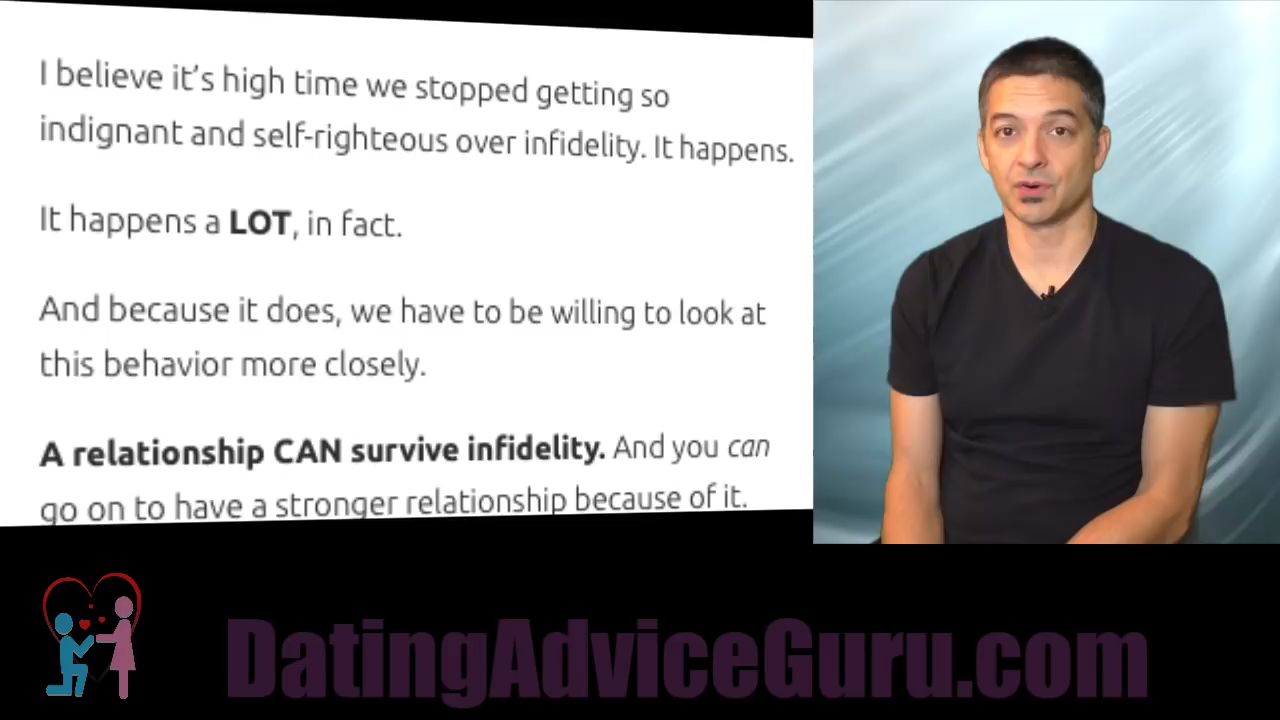 I believe it's high time we stopped getting so
indignant and self-righteous over infidelity. It happens.
It happens a LOT, in fact.
And because it does, we have to be willing to look at
this behavior more closely.
A relationship CAN survive infidelity. And you can
go on to have a stronger relationship because of it.
DatingAdviceGuru.com